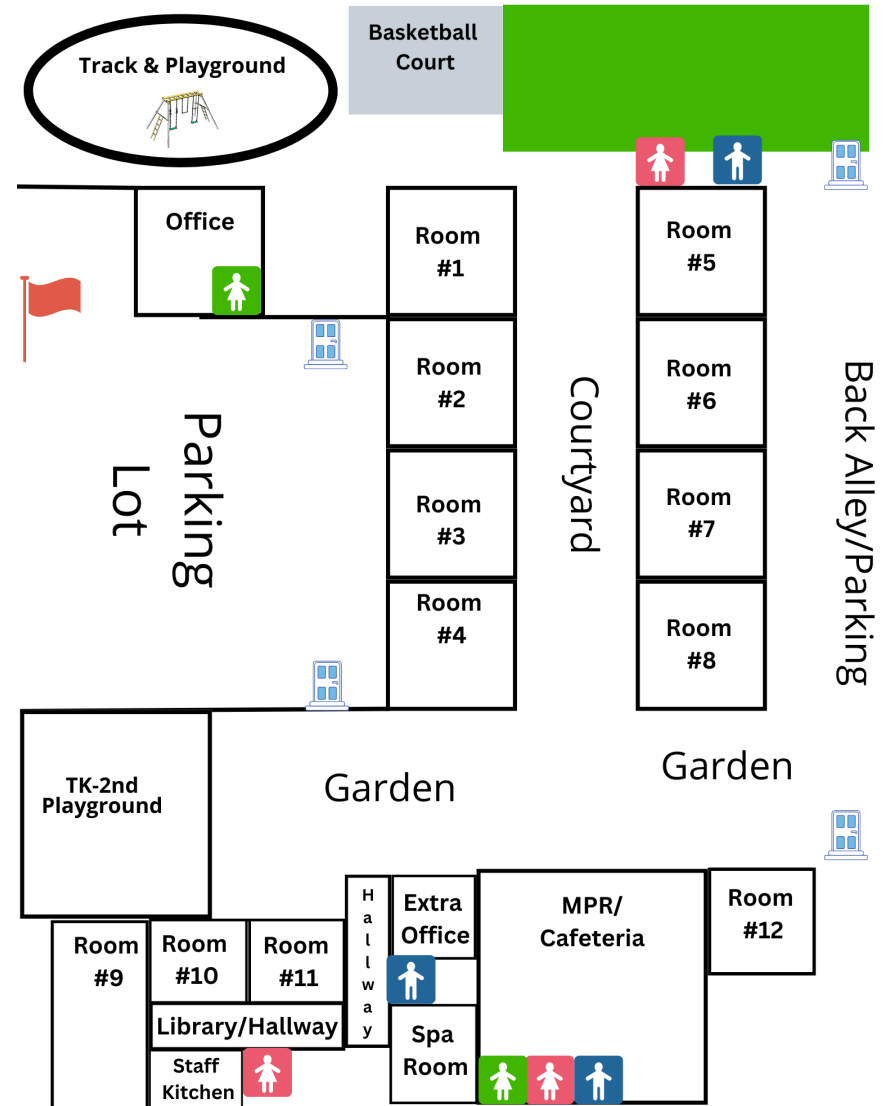 Track & Playground
Basketball
Court
Office
Room
#1
Room
#5
Room
#2
Room
#6
Parking
Lot
Courtyard
Back Alley/Parking
Room
#3
Room
#7
Room
#4
Room
#8
TK-2nd
Playground
Garden
Garden
Room
#9
Room
#10
Room
#11
Hallway
Extra
Office
MPR/
Cafeteria
Room
#12
Library/Hallway
Staff
Kitchen
Spa
Room